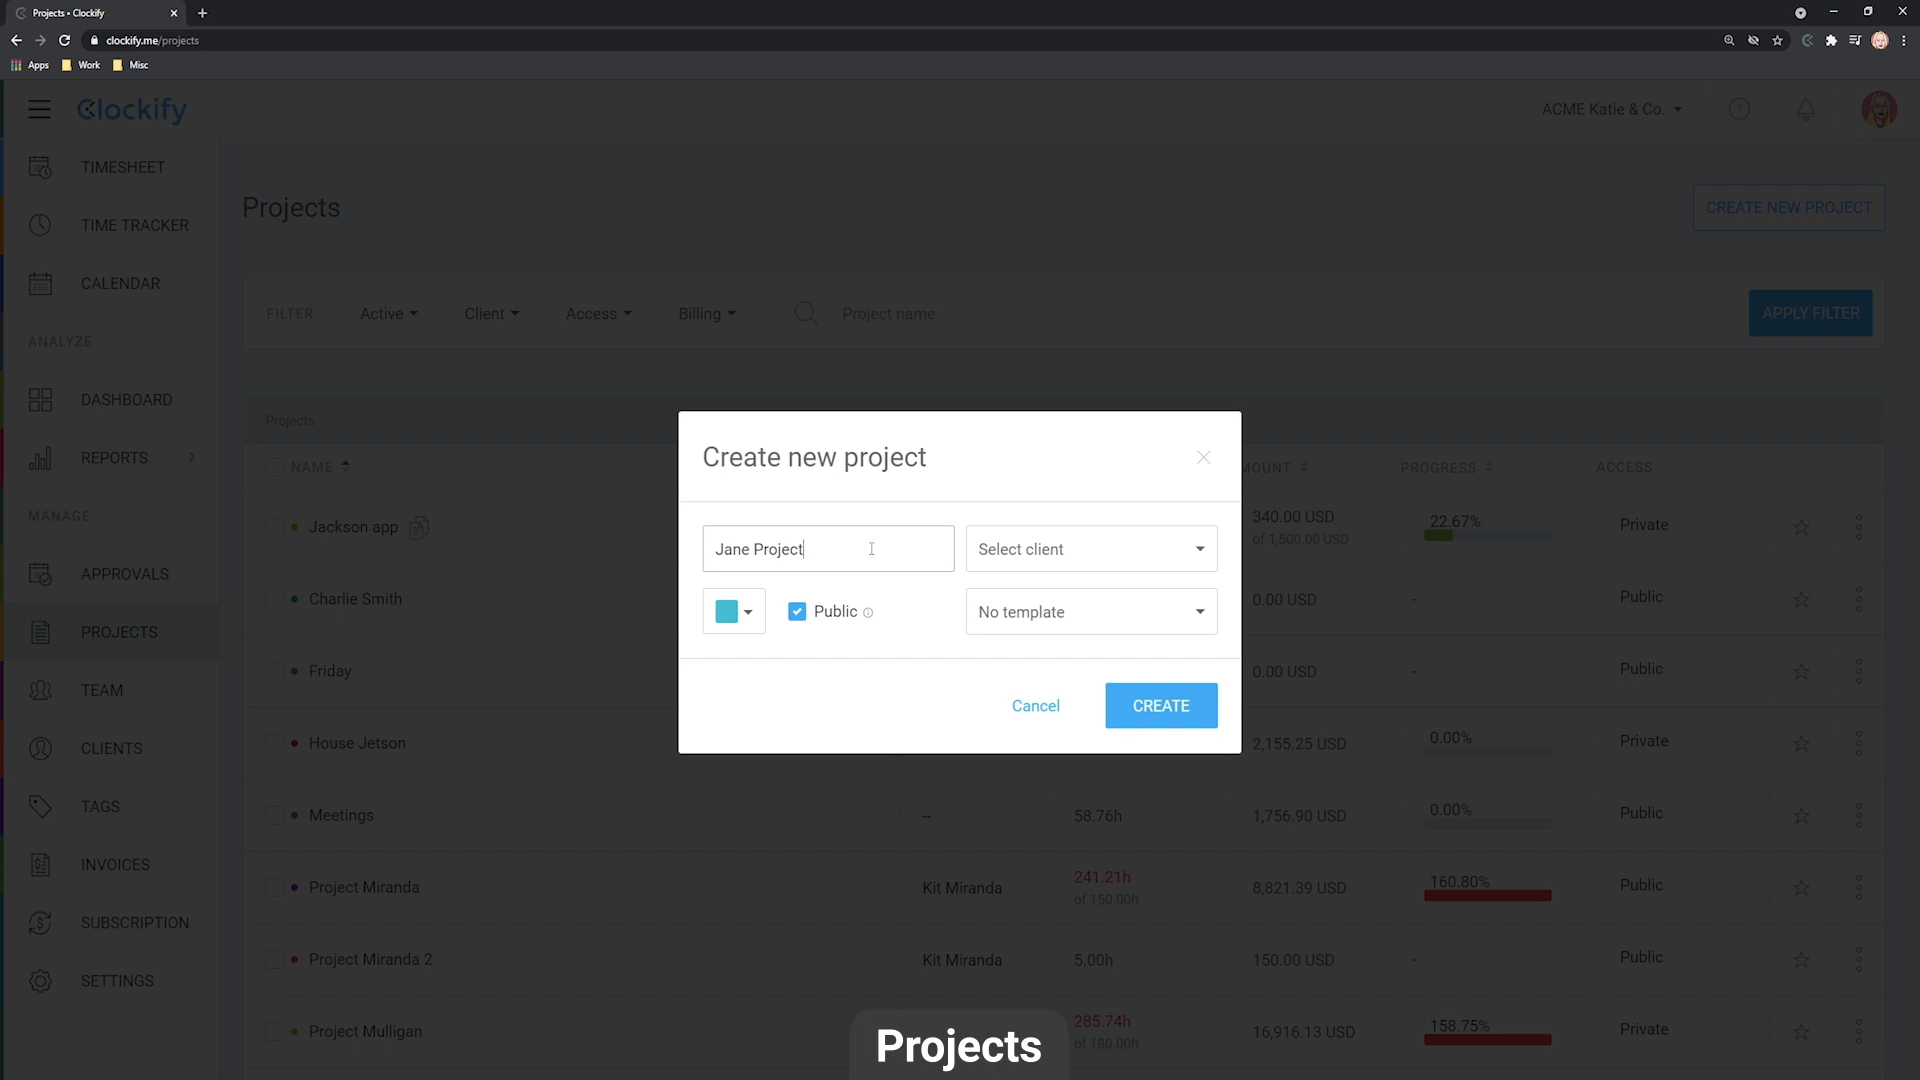 Projects • Clockify
clockify.me/projects
Apps Work Misc
Clockify
ACME Katie & Co.
TIMESHEET
TIME TRACKER
CALENDAR
ANALYZE
DASHBOARD
REPORTS
MANAGE
APPROVALS
PROJECTS
TEAM
CLIENTS
TAGS
INVOICES
SUBSCRIPTION
SETTINGS
Projects
CREATE NEW PROJECT
FILTER Active Client Access Billing Project name APPLY FILTER
Projects
NAME MOUNT PROGRESS ACCESS
Jackson app 340.00 USD 22.67% Private
of 1,500.00 USD
Charlie Smith 0.00 USD - Public
Friday 0.00 USD - Public
House Jetson 2,155.25 USD 0.00% Private
Meetings – 58.76h 1,756.90 USD 0.00% Public
Project Miranda Kit Miranda 241.21h 8,821.39 USD 160.80% Public
of 150.00h
Project Miranda 2 Kit Miranda 5.00h 150.00 USD - Public
Project Mulligan 285.74h 16,916.13 USD 158.75% Private
of 180.00h
Create new project
Jane Project Select client
Public No template
Cancel CREATE
Projects